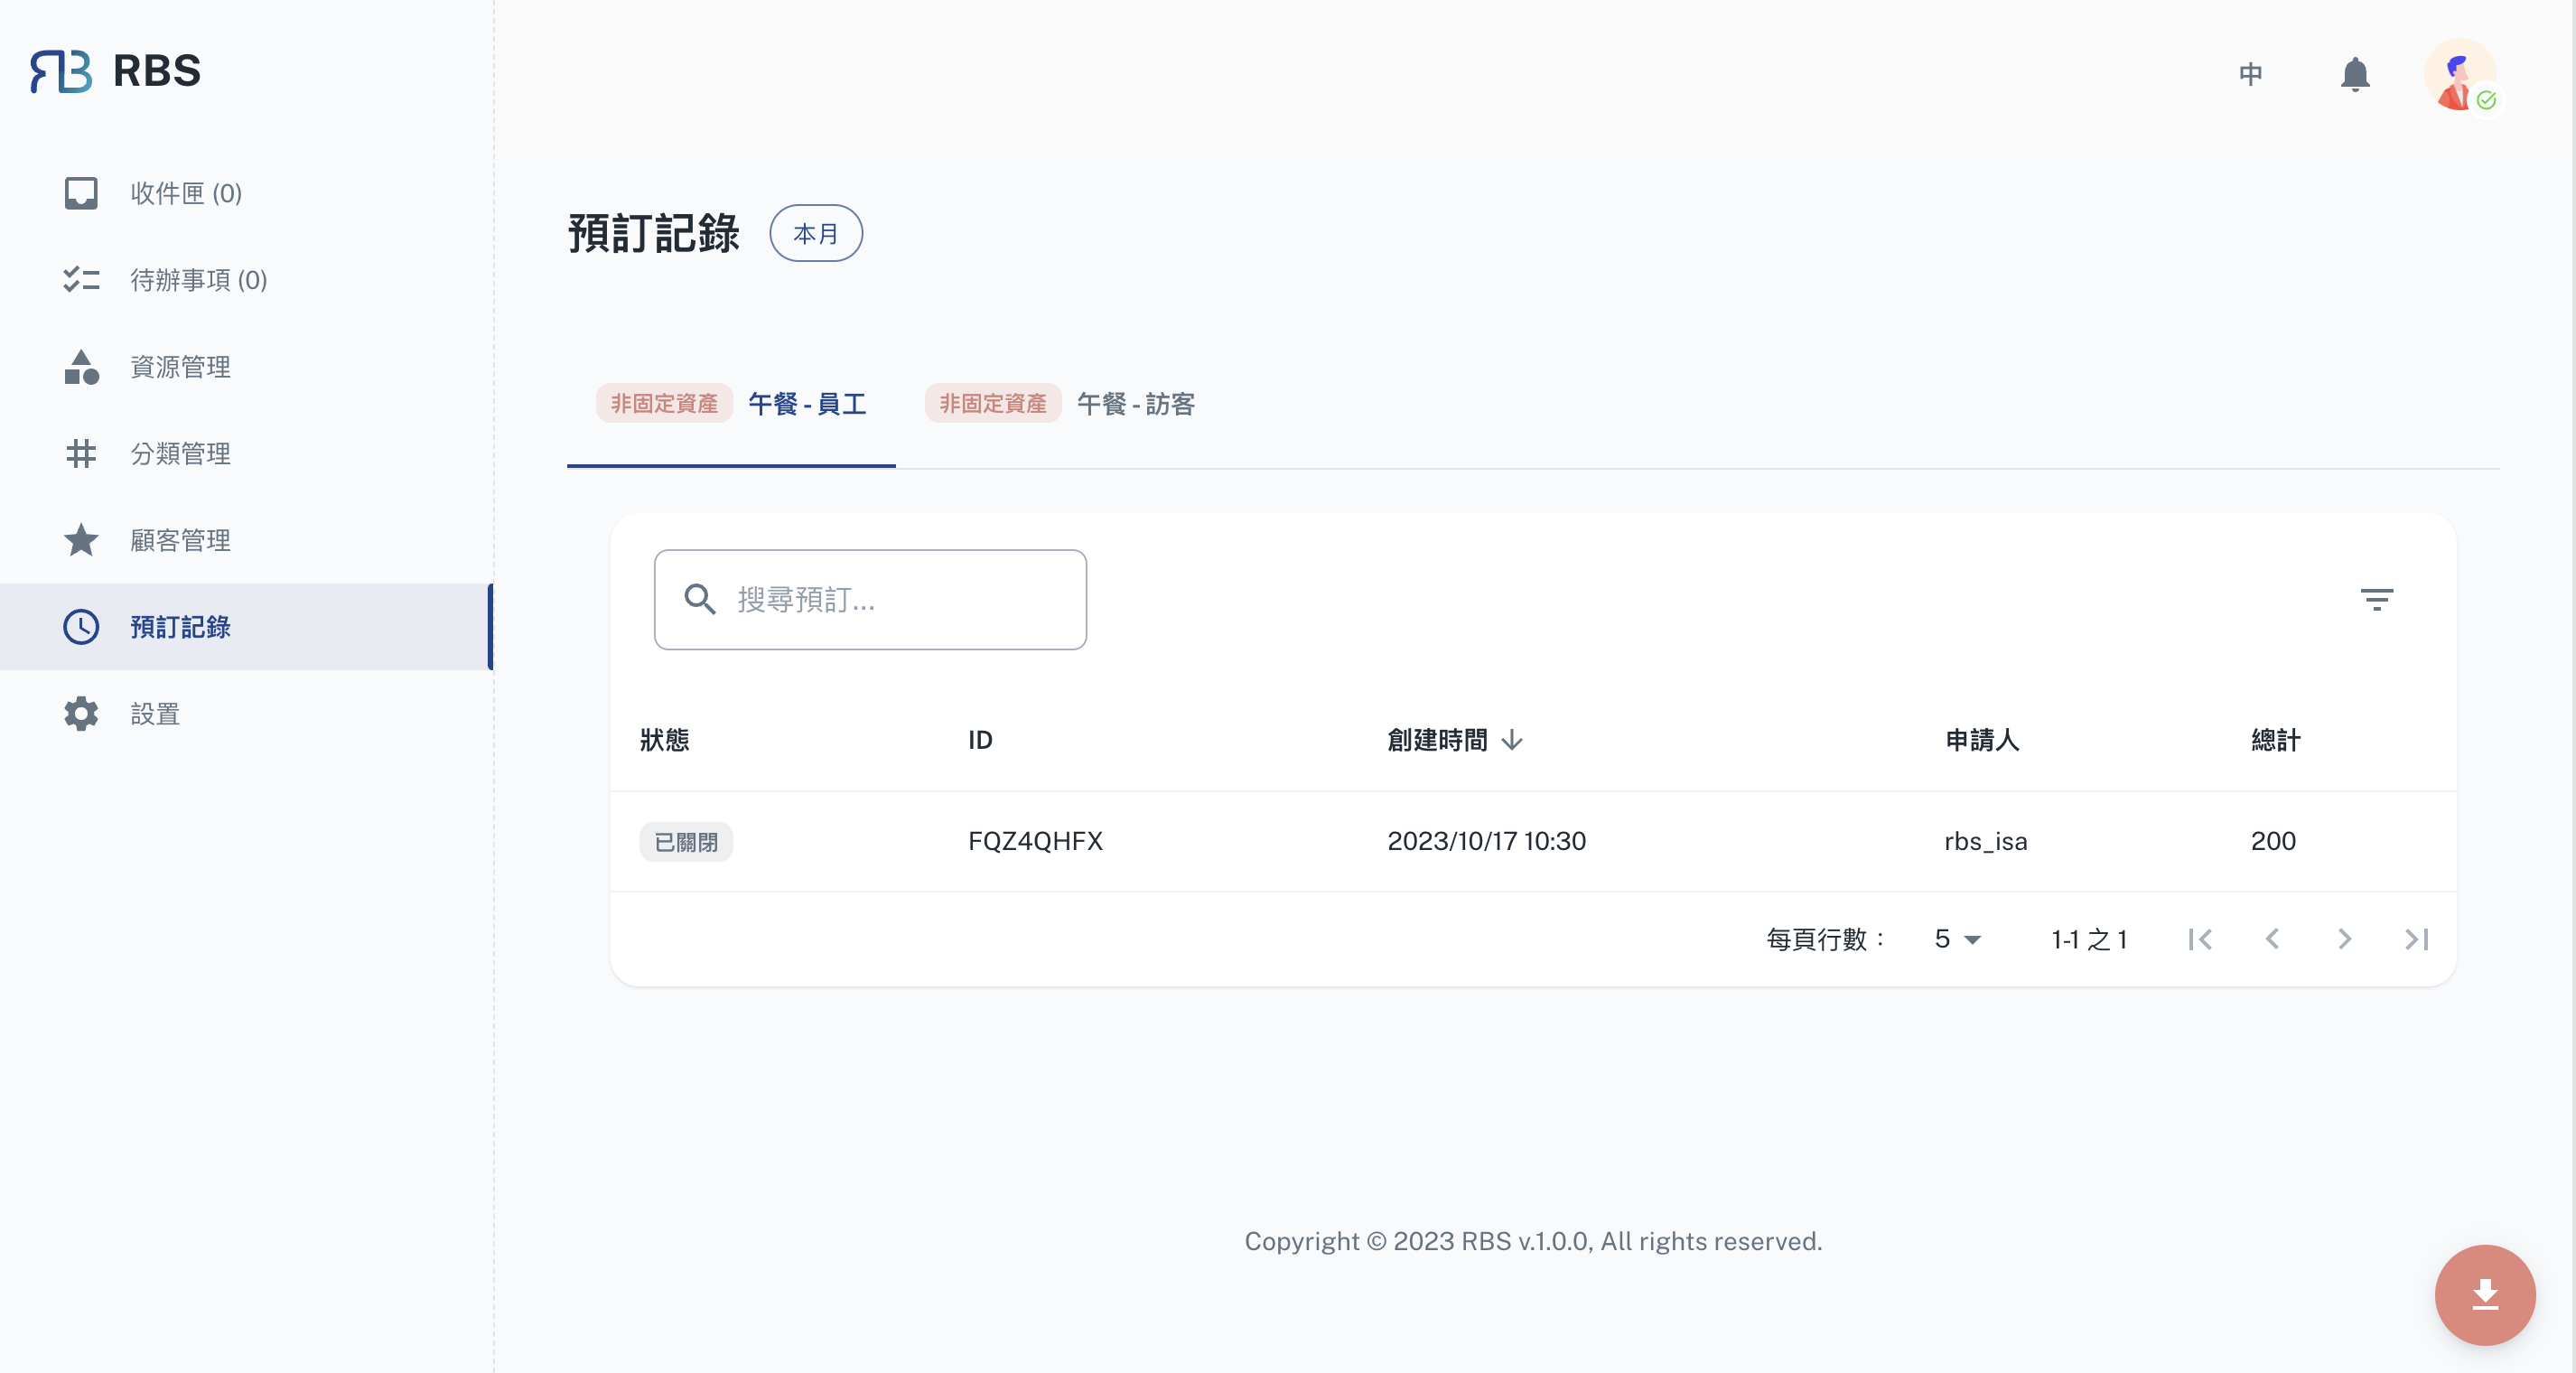 RBS
中
收件匣 (0)
待辦事項 (0)
資源管理
分類管理
顧客管理
預訂記錄
設置
預訂記錄 本月
非固定資產 午餐 - 員工 非固定資產 午餐 - 訪客
搜尋預訂...
狀態 ID 創建時間 申請人 總計
已關閉 FQZ4QHFX 2023/10/17 10:30 rbs_isa 200
每頁行數： 5 1-1 之 1
Copyright © 2023 RBS v.1.0.0, All rights reserved.